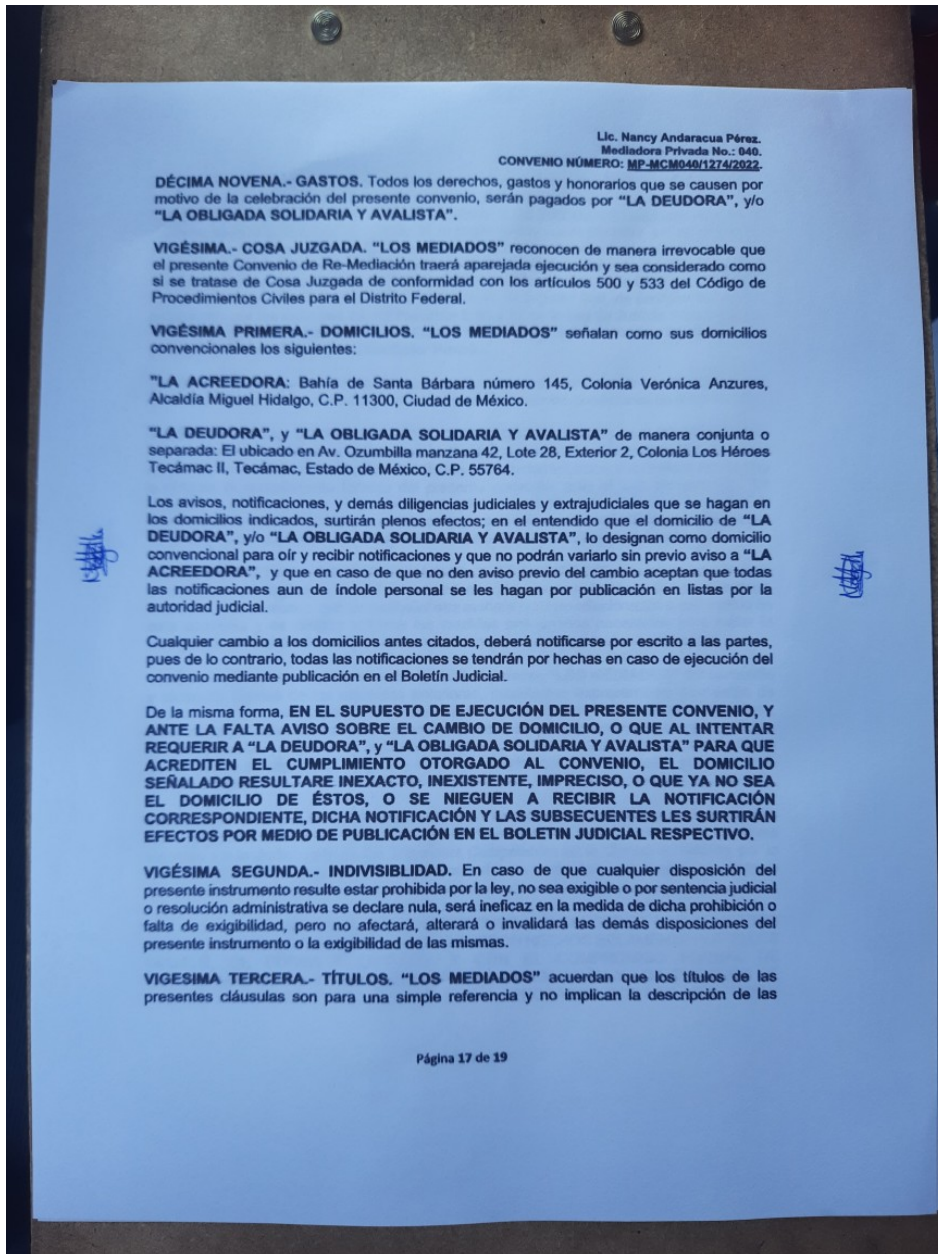 Lic. Nancy Andaracua Pérez.
Mediadora Privada No.: 040.
CONVENIO NÚMERO: MP-MCM040/1274/2022.
DÉCIMA NOVENA.- GASTOS. Todos los derechos, gastos y honorarios que se causen por
motivo de la celebración del presente convenio, serán pagados por “LA DEUDORA”, y/o
“LA OBLIGADA SOLIDARIA Y AVALISTA”.
VIGÉSIMA.- COSA JUZGADA. “LOS MEDIADOS” reconocen de manera irrevocable que
el presente Convenio de Re-Mediación traerá aparejada ejecución y sea considerado como
si se tratase de Cosa Juzgada de conformidad con los artículos 500 y 533 del Código de
Procedimientos Civiles para el Distrito Federal.
VIGÉSIMA PRIMERA.- DOMICILIOS. “LOS MEDIADOS” señalan como sus domicilios
convencionales los siguientes:
"LA ACREEDORA: Bahía de Santa Bárbara número 145, Colonia Verónica Anzures,
Alcaldía Miguel Hidalgo, C.P. 11300, Ciudad de México.
“LA DEUDORA”, y “LA OBLIGADA SOLIDARIA Y AVALISTA” de manera conjunta o
separada: El ubicado en Av. Ozumbilla manzana 42, Lote 28, Exterior 2, Colonia Los Héroes
Tecámac II, Tecámac, Estado de México, C.P. 55764.
Los avisos, notificaciones, y demás diligencias judiciales y extrajudiciales que se hagan en
los domicilios indicados, surtirán plenos efectos; en el entendido que el domicilio de “LA
DEUDORA”, y/o “LA OBLIGADA SOLIDARIA Y AVALISTA”, lo designan como domicilio
convencional para oír y recibir notificaciones y que no podrán variarlo sin previo aviso a “LA
ACREEDORA”, y que en caso de que no den aviso previo del cambio aceptan que todas
las notificaciones aun de índole personal se les hagan por publicación en listas por la
autoridad judicial.
Cualquier cambio a los domicilios antes citados, deberá notificarse por escrito a las partes,
pues de lo contrario, todas las notificaciones se tendrán por hechas en caso de ejecución del
convenio mediante publicación en el Boletín Judicial.
De la misma forma, EN EL SUPUESTO DE EJECUCIÓN DEL PRESENTE CONVENIO, Y
ANTE LA FALTA AVISO SOBRE EL CAMBIO DE DOMICILIO, O QUE AL INTENTAR
REQUERIR A “LA DEUDORA”, y “LA OBLIGADA SOLIDARIA Y AVALISTA” PARA QUE
ACREDITEN EL CUMPLIMIENTO OTORGADO AL CONVENIO, EL DOMICILIO
SEÑALADO RESULTARE INEXACTO, INEXISTENTE, IMPRECISO, O QUE YA NO SEA
EL DOMICILIO DE ÉSTOS, O SE NIEGUEN A RECIBIR LA NOTIFICACIÓN
CORRESPONDIENTE, DICHA NOTIFICACIÓN Y LAS SUBSECUENTES LES SURTIRÁN
EFECTOS POR MEDIO DE PUBLICACIÓN EN EL BOLETIN JUDICIAL RESPECTIVO.
VIGÉSIMA SEGUNDA.- INDIVISIBLIDAD. En caso de que cualquier disposición del
presente instrumento resulte estar prohibida por la ley, no sea exigible o por sentencia judicial
o resolución administrativa se declare nula, será ineficaz en la medida de dicha prohibición o
falta de exigibilidad, pero no afectará, alterará o invalidará las demás disposiciones del
presente instrumento o la exigibilidad de las mismas.
VIGESIMA TERCERA.- TÍTULOS. “LOS MEDIADOS” acuerdan que los títulos de las
presentes cláusulas son para una simple referencia y no implican la descripción de las
Página 17 de 19